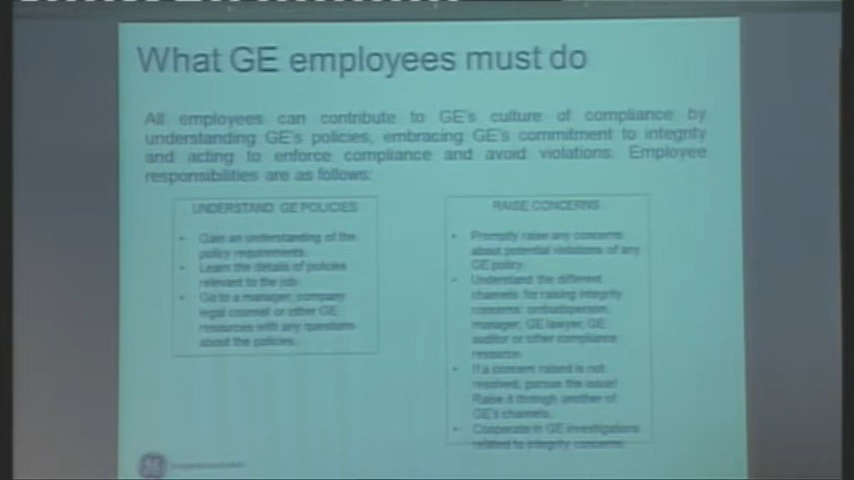 What GE employees must do
All employees can contribute to GE's culture of compliance by
understanding GE's policies, embracing GE's commitment to integrity
and acting to enforce compliance and avoid violations. Employee
responsibilities are as follows:
UNDERSTAND GE POLICIES
• Gain an understanding of the
policy requirements.
• Learn the details of policies
relevant to the job.
• Go to a manager, company
legal counsel or other GE
resources with any questions
about the policies.
RAISE CONCERNS
• Promptly raise any concerns
about potential violations of any
GE policy.
• Understand the different
channels for raising integrity
concerns: ombudsperson,
manager, GE lawyer, GE
auditor or other compliance
resource.
• If a concern raised is not
resolved, pursue the issue!
Raise it through another of
GE's channels.
• Cooperate in GE investigations
related to integrity concerns.
GE